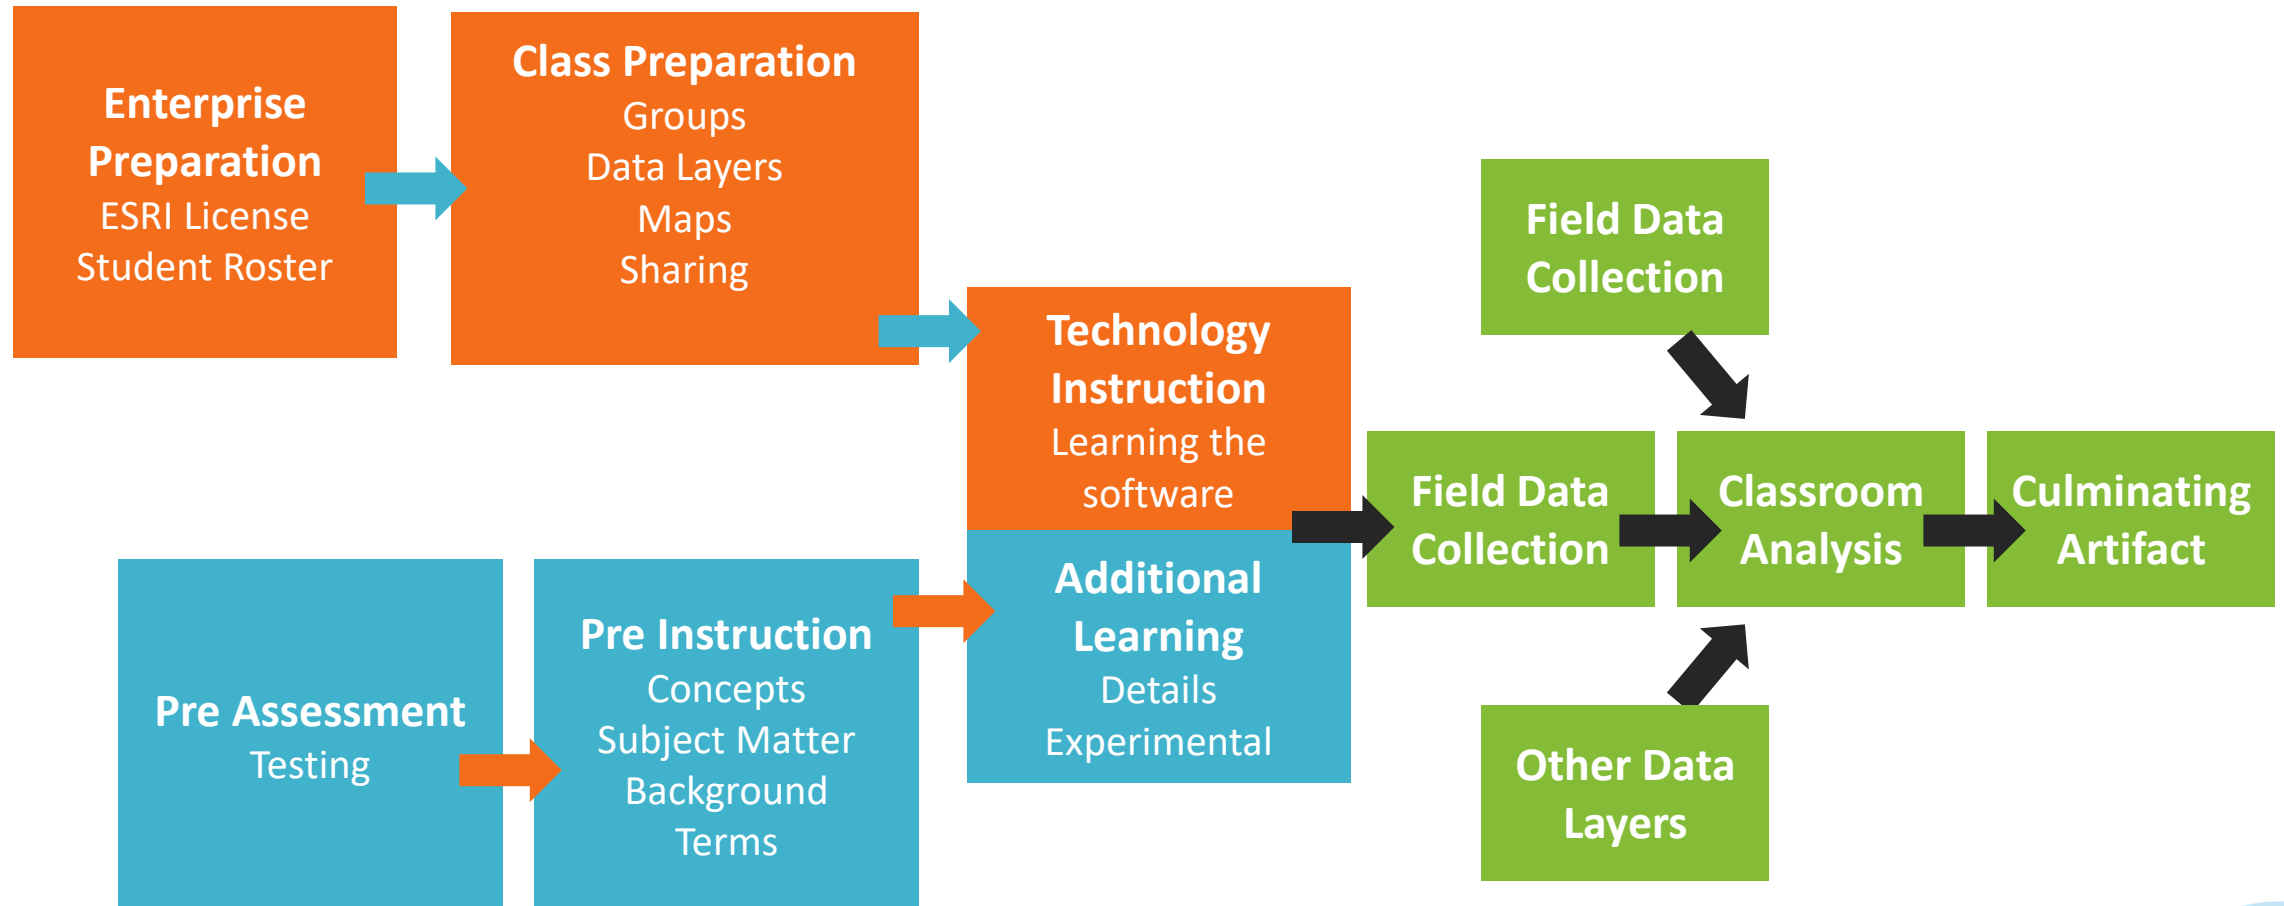 Enterprise
Preparation
ESRI License
Student Roster
Class Preparation
Groups
Data Layers
Maps
Sharing
Technology
Instruction
Learning the
software
Pre Assessment
Testing
Pre Instruction
Concepts
Subject Matter
Background
Terms
Additional
Learning
Details
Experimental
Field Data
Collection
Field Data
Collection
Classroom
Analysis
Culminating
Artifact
Other Data
Layers